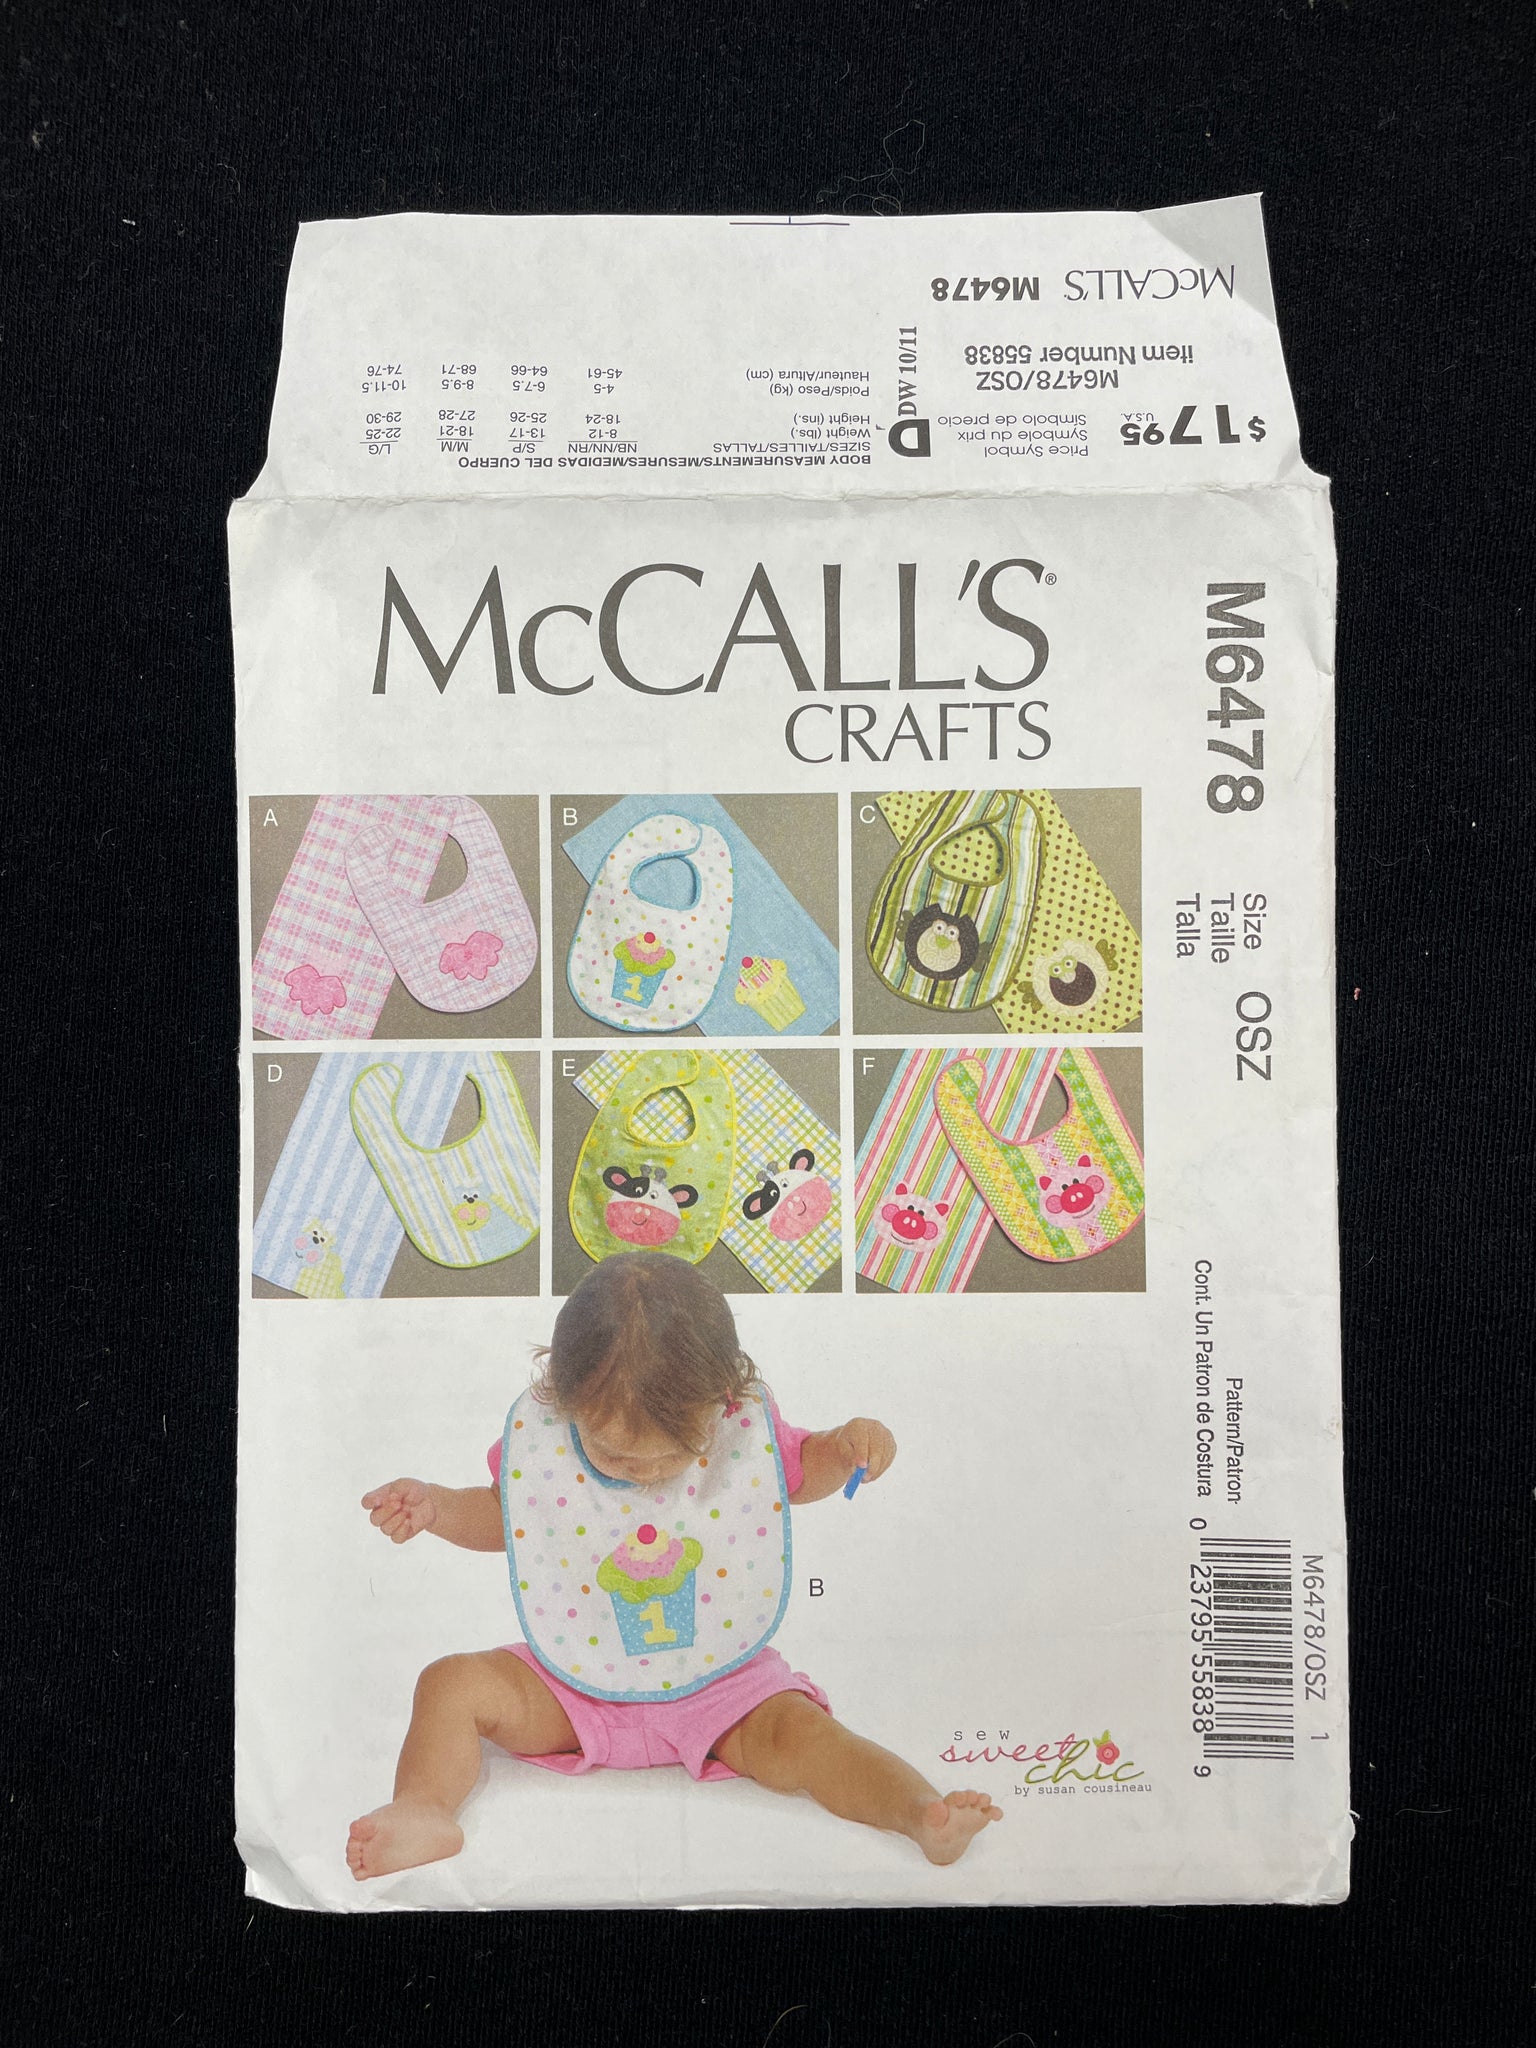 McCALL'S M6478
$17.95
U.S.A.
Price Symbol
Symbole du prix
Símbolo de precio
D
DW 10/11
M6478/OSZ
item Number 55838
BODY MEASUREMENTS/MESURES/MEDIDAS DEL CUERPO
SIZES/TAILLES/TALLAS NB/NN/RN S/P M/M L/G
Weight (lbs.) 8-12 13-17 18-21 22-25
Height (ins.) 18-24 25-26 27-28 29-30
Poids/Peso (kg) 4-5 6-7.5 8-9.5 10-11.5
Hauteur/Altura (cm) 45-61 64-66 68-71 74-76
McCALL'S®
CRAFTS
M6478
Size
Taille
Talla
OSZ
A
B
1
C
D
E
F
1
B
sew
sweet
chic
by susan cousineau
Pattern/Patron
Cont. Un Patron de Costura
M6478/OSZ 1
0 23795 55838 9